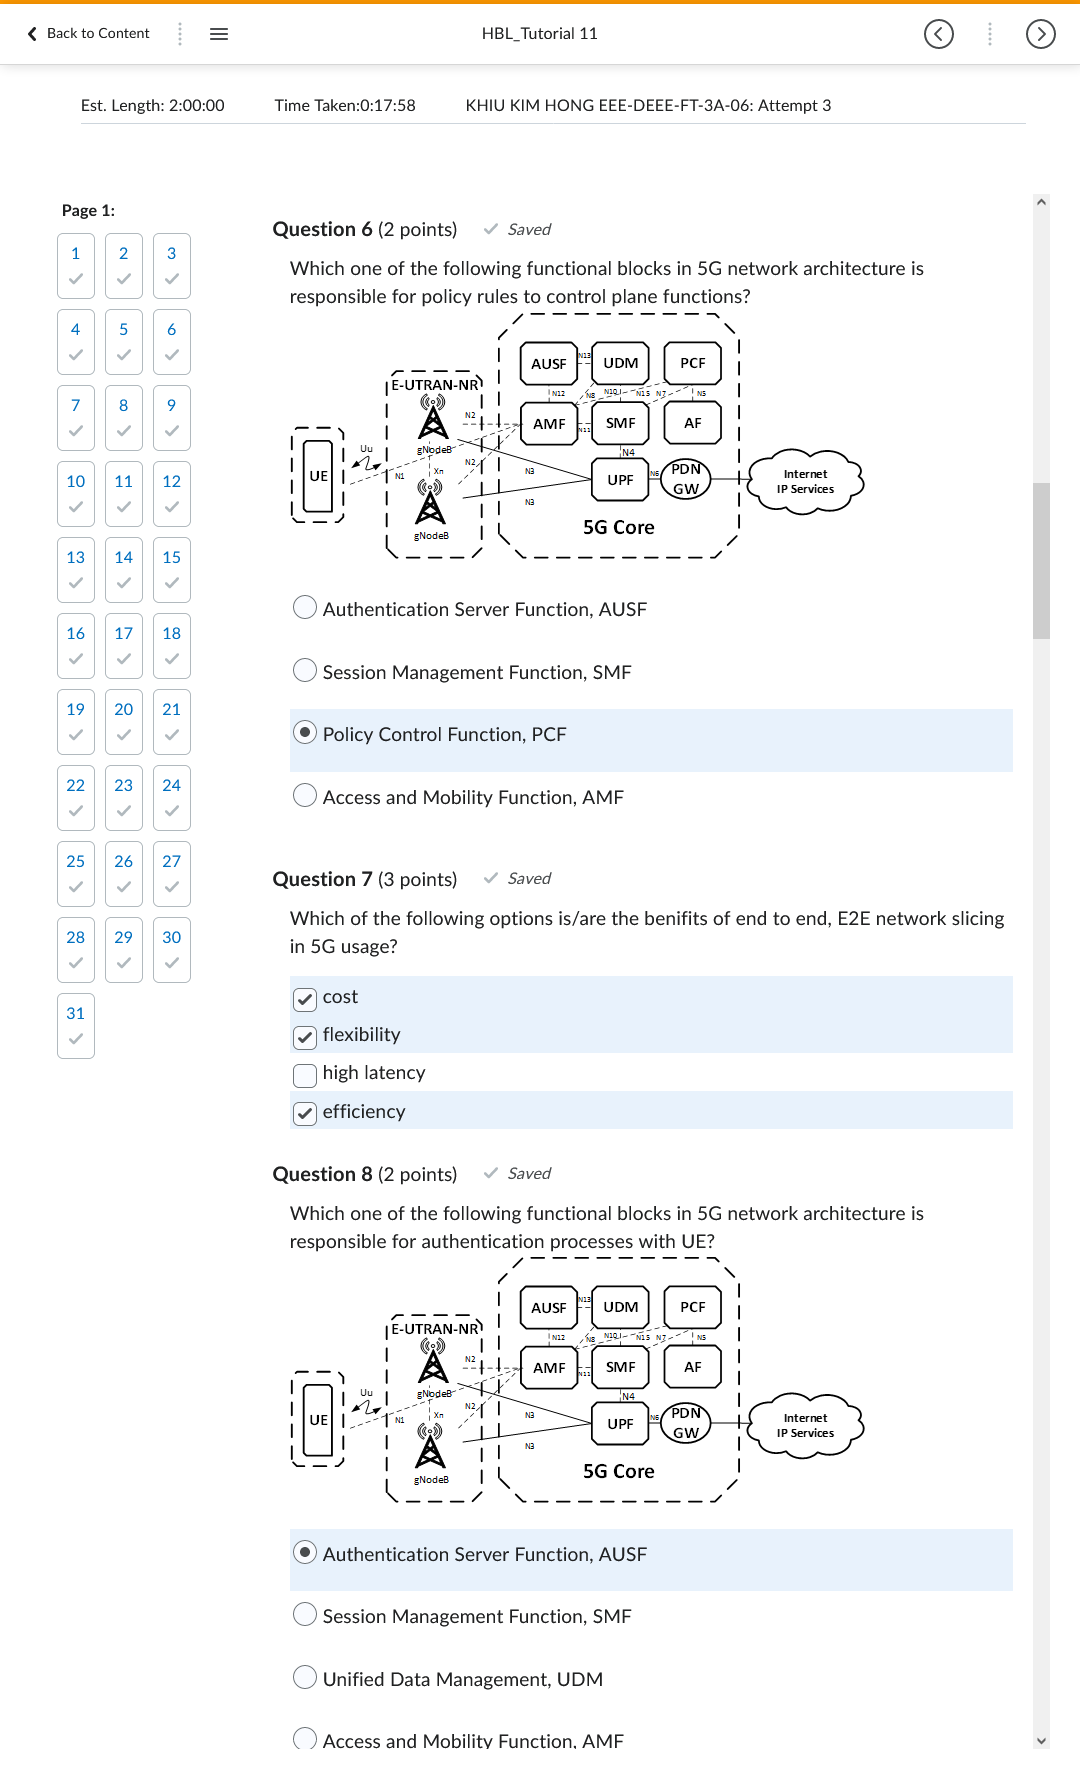 Back to Content
HBL_Tutorial 11
Est. Length: 2:00:00 Time Taken:0:17:58 KHIU KIM HONG EEE-DEEE-FT-3A-06: Attempt 3
Page 1:
1 2 3
4 5 6
7 8 9
10 11 12
13 14 15
16 17 18
19 20 21
22 23 24
25 26 27
28 29 30
31
Question 6 (2 points) Saved
Which one of the following functional blocks in 5G network architecture is
responsible for policy rules to control plane functions?
AUSF N13 UDM PCF
E-UTRAN-NR
N12 N8 N10 N15 N7 N5
N2
AMF N11 SMF AF
gNodeB
Uu
N4
N2
UE
N1
Xn
N3
UPF N6 PDN
GW
Internet
IP Services
N3
gNodeB
5G Core
Authentication Server Function, AUSF
Session Management Function, SMF
Policy Control Function, PCF
Access and Mobility Function, AMF
Question 7 (3 points) Saved
Which of the following options is/are the benifits of end to end, E2E network slicing
in 5G usage?
cost
flexibility
high latency
efficiency
Question 8 (2 points) Saved
Which one of the following functional blocks in 5G network architecture is
responsible for authentication processes with UE?
AUSF N13 UDM PCF
E-UTRAN-NR
N12 N8 N10 N15 N7 N5
N2
AMF N11 SMF AF
gNodeB
Uu
N4
N2
UE
N1
Xn
N3
UPF N6 PDN
GW
Internet
IP Services
N3
gNodeB
5G Core
Authentication Server Function, AUSF
Session Management Function, SMF
Unified Data Management, UDM
Access and Mobility Function, AMF